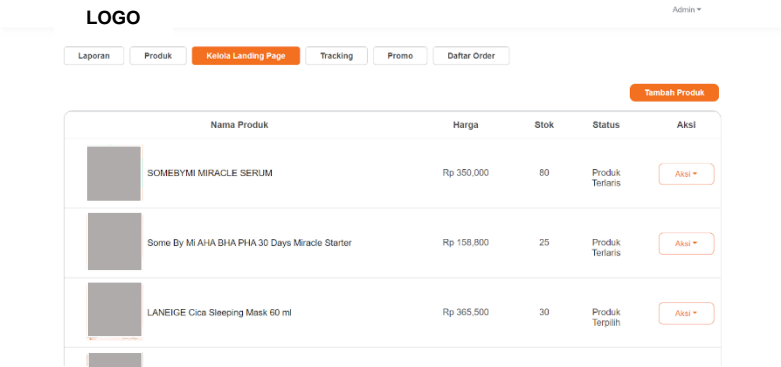 LOGO
Admin
Laporan Produk Kelola Landing Page Tracking Promo Daftar Order
Tambah Produk
Nama Produk Harga Stok Status Aksi
SOMEBYMI MIRACLE SERUM Rp 350,000 80 Produk Terlaris Aksi
Some By Mi AHA BHA PHA 30 Days Miracle Starter Rp 158,800 25 Produk Terlaris Aksi
LANEIGE Cica Sleeping Mask 60 ml Rp 365,500 30 Produk Terpilih Aksi